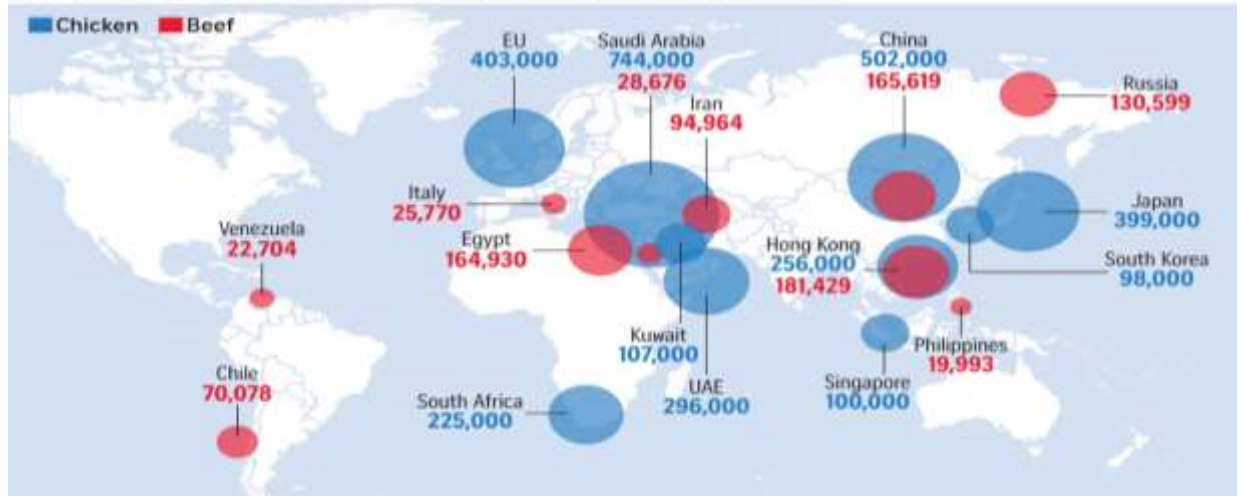 Chicken Beef
EU
403,000
Saudi Arabia
744,000
28,676
Iran
94,964
China
502,000
165,619
Russia
130,599
Italy
25,770
Venezuela
22,704
Egypt
164,930
Hong Kong
256,000
181,429
Japan
399,000
South Korea
98,000
Kuwait
107,000
Philippines
19,993
Chile
70,078
South Africa
225,000
UAE
296,000
Singapore
100,000